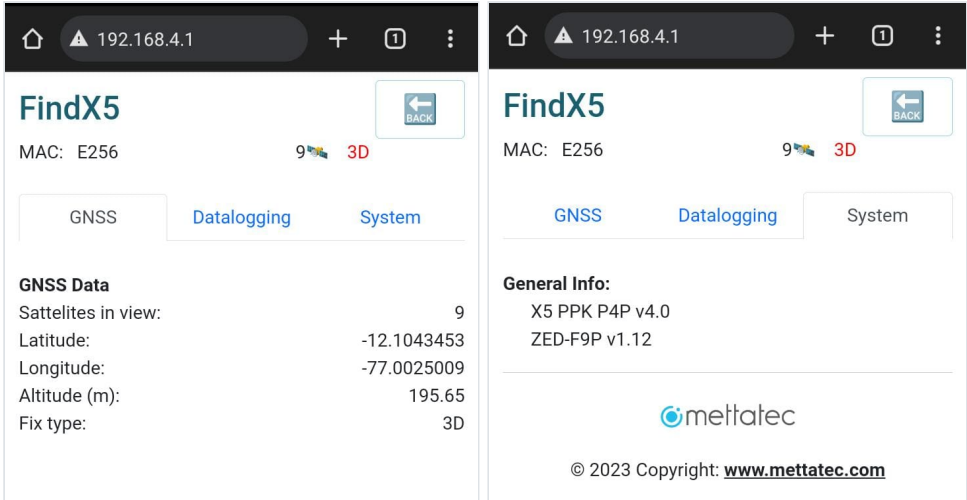 192.168.4.1
1
FindX5
BACK
MAC: E256
9 3D
GNSS Datalogging System
GNSS Data
Sattelites in view: 9
Latitude: -12.1043453
Longitude: -77.0025009
Altitude (m): 195.65
Fix type: 3D
192.168.4.1
1
FindX5
BACK
MAC: E256
9 3D
GNSS Datalogging System
General Info:
X5 PPK P4P v4.0
ZED-F9P v1.12
mettatec
© 2023 Copyright: www.mettatec.com